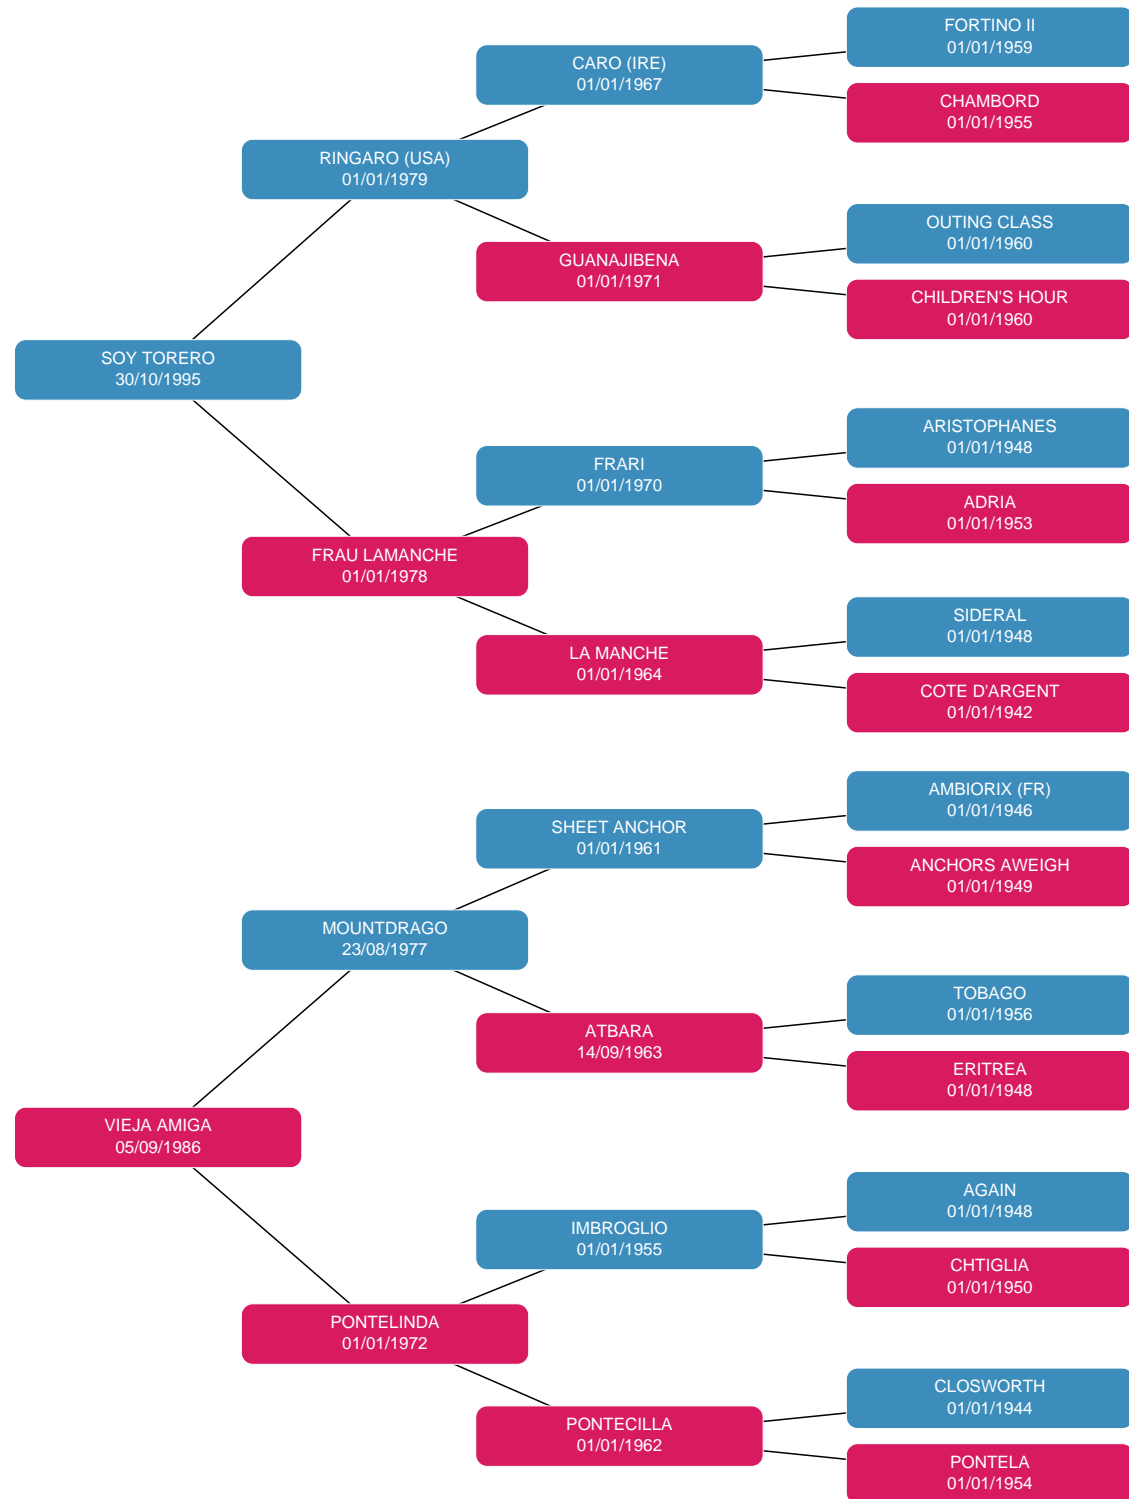 FORTINO II
01/01/1959
CARO (IRE)
01/01/1967
CHAMBORD
01/01/1955
RINGARO (USA)
01/01/1979
OUTING CLASS
01/01/1960
GUANAJIBENA
01/01/1971
CHILDREN'S HOUR
01/01/1960
SOY TORERO
30/10/1995
ARISTOPHANES
01/01/1948
FRARI
01/01/1970
ADRIA
01/01/1953
FRAU LAMANCHE
01/01/1978
SIDERAL
01/01/1948
LA MANCHE
01/01/1964
COTE D'ARGENT
01/01/1942
AMBIORIX (FR)
01/01/1946
SHEET ANCHOR
01/01/1961
ANCHORS AWEIGH
01/01/1949
MOUNTDRAGO
23/08/1977
TOBAGO
01/01/1956
ATBARA
14/09/1963
ERITREA
01/01/1948
VIEJA AMIGA
05/09/1986
AGAIN
01/01/1948
IMBROGLIO
01/01/1955
CHTIGLIA
01/01/1950
PONTELINDA
01/01/1972
CLOSWORTH
01/01/1944
PONTECILLA
01/01/1962
PONTELA
01/01/1954